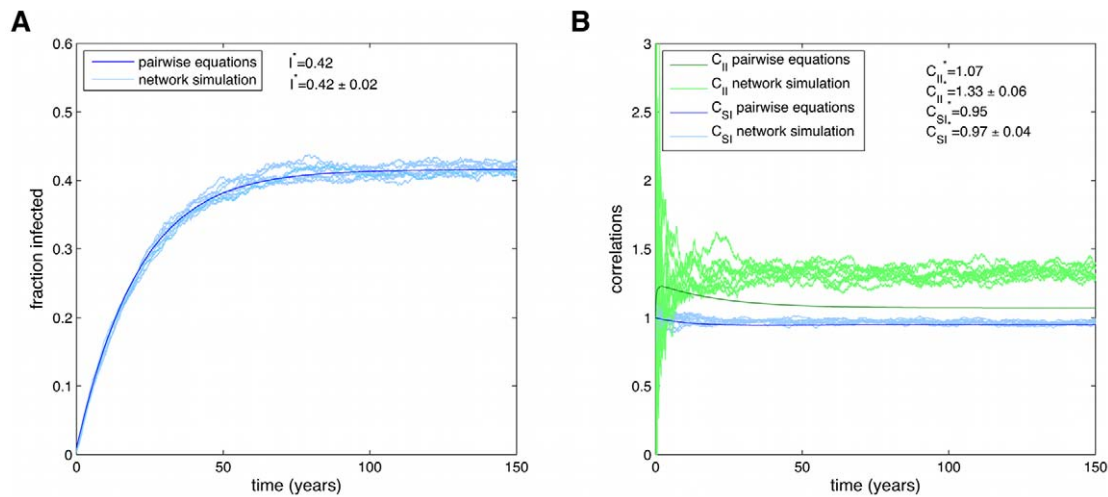 A
0.6
0.5
0.4
0.3
0.2
0.1
0
fraction infected
pairwise equations
network simulation
I*=0.42
I*=0.42 ± 0.02
0
50
100
150
time (years)
B
3
2.5
2
1.5
1
0.5
0
correlations
C_II pairwise equations
C_II network simulation
C_SI pairwise equations
C_SI network simulation
C_II*=1.07
C_II*=1.33 ± 0.06
C_SI*=0.95
C_SI*=0.97 ± 0.04
0
50
100
150
time (years)